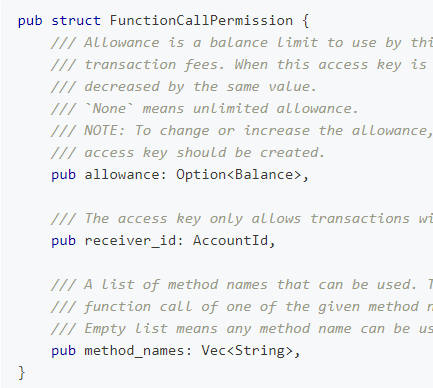 pub struct FunctionCallPermission {
/// Allowance is a balance limit to use by thi
/// transaction fees. When this access key is
/// decreased by the same value.
/// `None` means unlimited allowance.
/// NOTE: To change or increase the allowance,
/// access key should be created.
pub allowance: Option<Balance>,
/// The access key only allows transactions wi
pub receiver_id: AccountId,
/// A list of method names that can be used. T
/// function call of one of the given method n
/// Empty list means any method name can be us
pub method_names: Vec<String>,
}